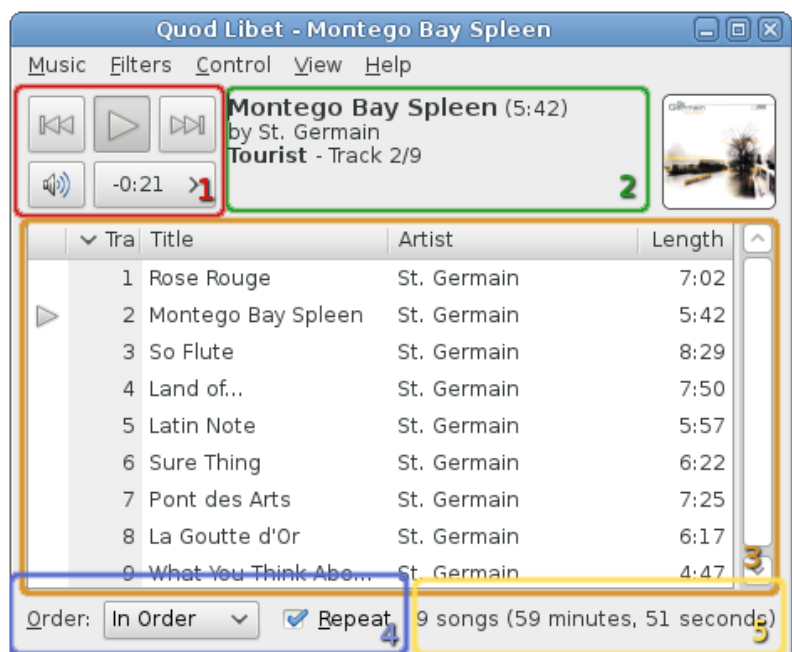 Quod Libet - Montego Bay Spleen
Music Filters Control View Help
Montego Bay Spleen (5:42)
by St. Germain
Tourist - Track 2/9
-0:21
1
2
Germain
Tra Title Artist Length
1 Rose Rouge St. Germain 7:02
2 Montego Bay Spleen St. Germain 5:42
3 So Flute St. Germain 8:29
4 Land of... St. Germain 7:50
5 Latin Note St. Germain 5:57
6 Sure Thing St. Germain 6:22
7 Pont des Arts St. Germain 7:25
8 La Goutte d'Or St. Germain 6:17
9 What You Think Abo... St. Germain 4:47
3
Order: In Order Repeat 9 songs (59 minutes, 51 seconds)
4
5